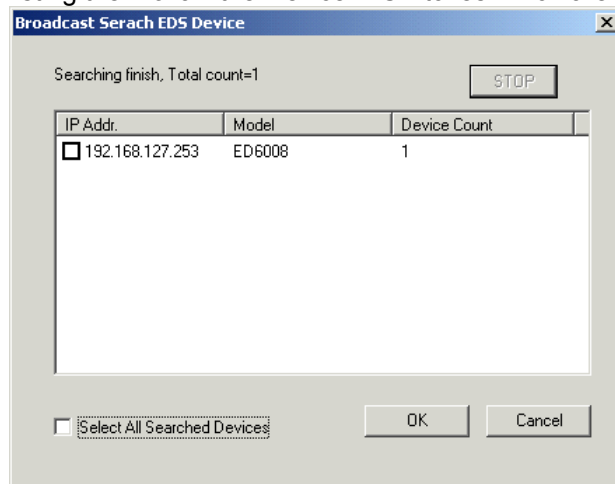 Broadcast Serach EDS Device
Searching finish, Total count=1
STOP
IP Addr. Model Device Count
192.168.127.253 ED6008 1
Select All Searched Devices
OK Cancel